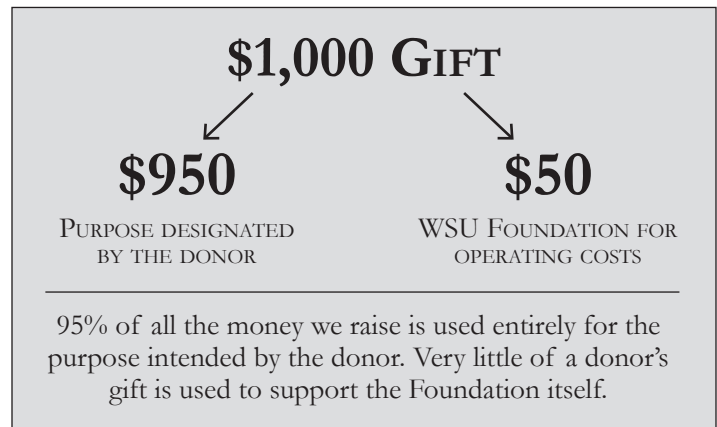 $1,000 Gift
$950
$50
Purpose designated
by the donor
WSU Foundation for
operating costs
95% of all the money we raise is used entirely for the
purpose intended by the donor. Very little of a donor’s
gift is used to support the Foundation itself.